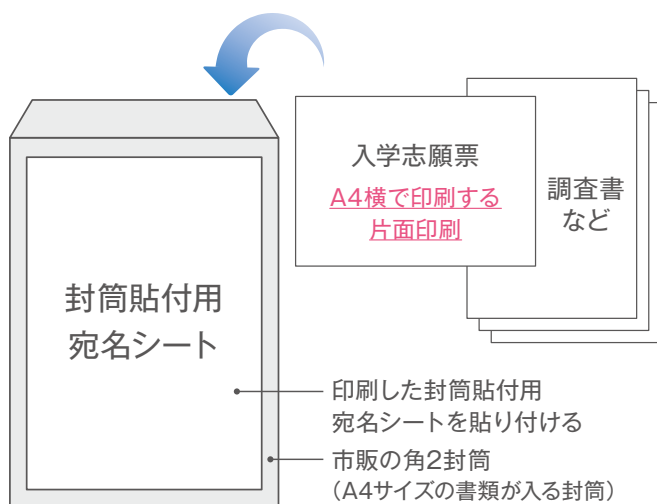 入学志願票
A4横で印刷する
片面印刷
調査書
など
封筒貼付用
宛名シート
印刷した封筒貼付用
宛名シートを貼り付ける
市販の角2封筒
（A4サイズの書類が入る封筒）